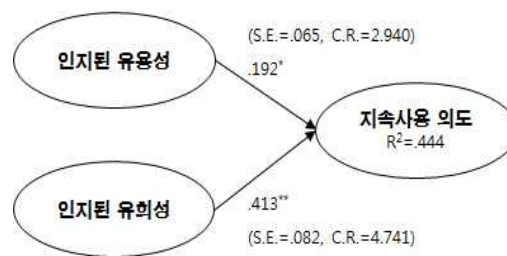 (S.E.=.065, C.R.=2.940)
인지된 유용성
.192*
지속사용 의도
R²=.444
인지된 유희성
.413**
(S.E.=.082, C.R.=4.741)